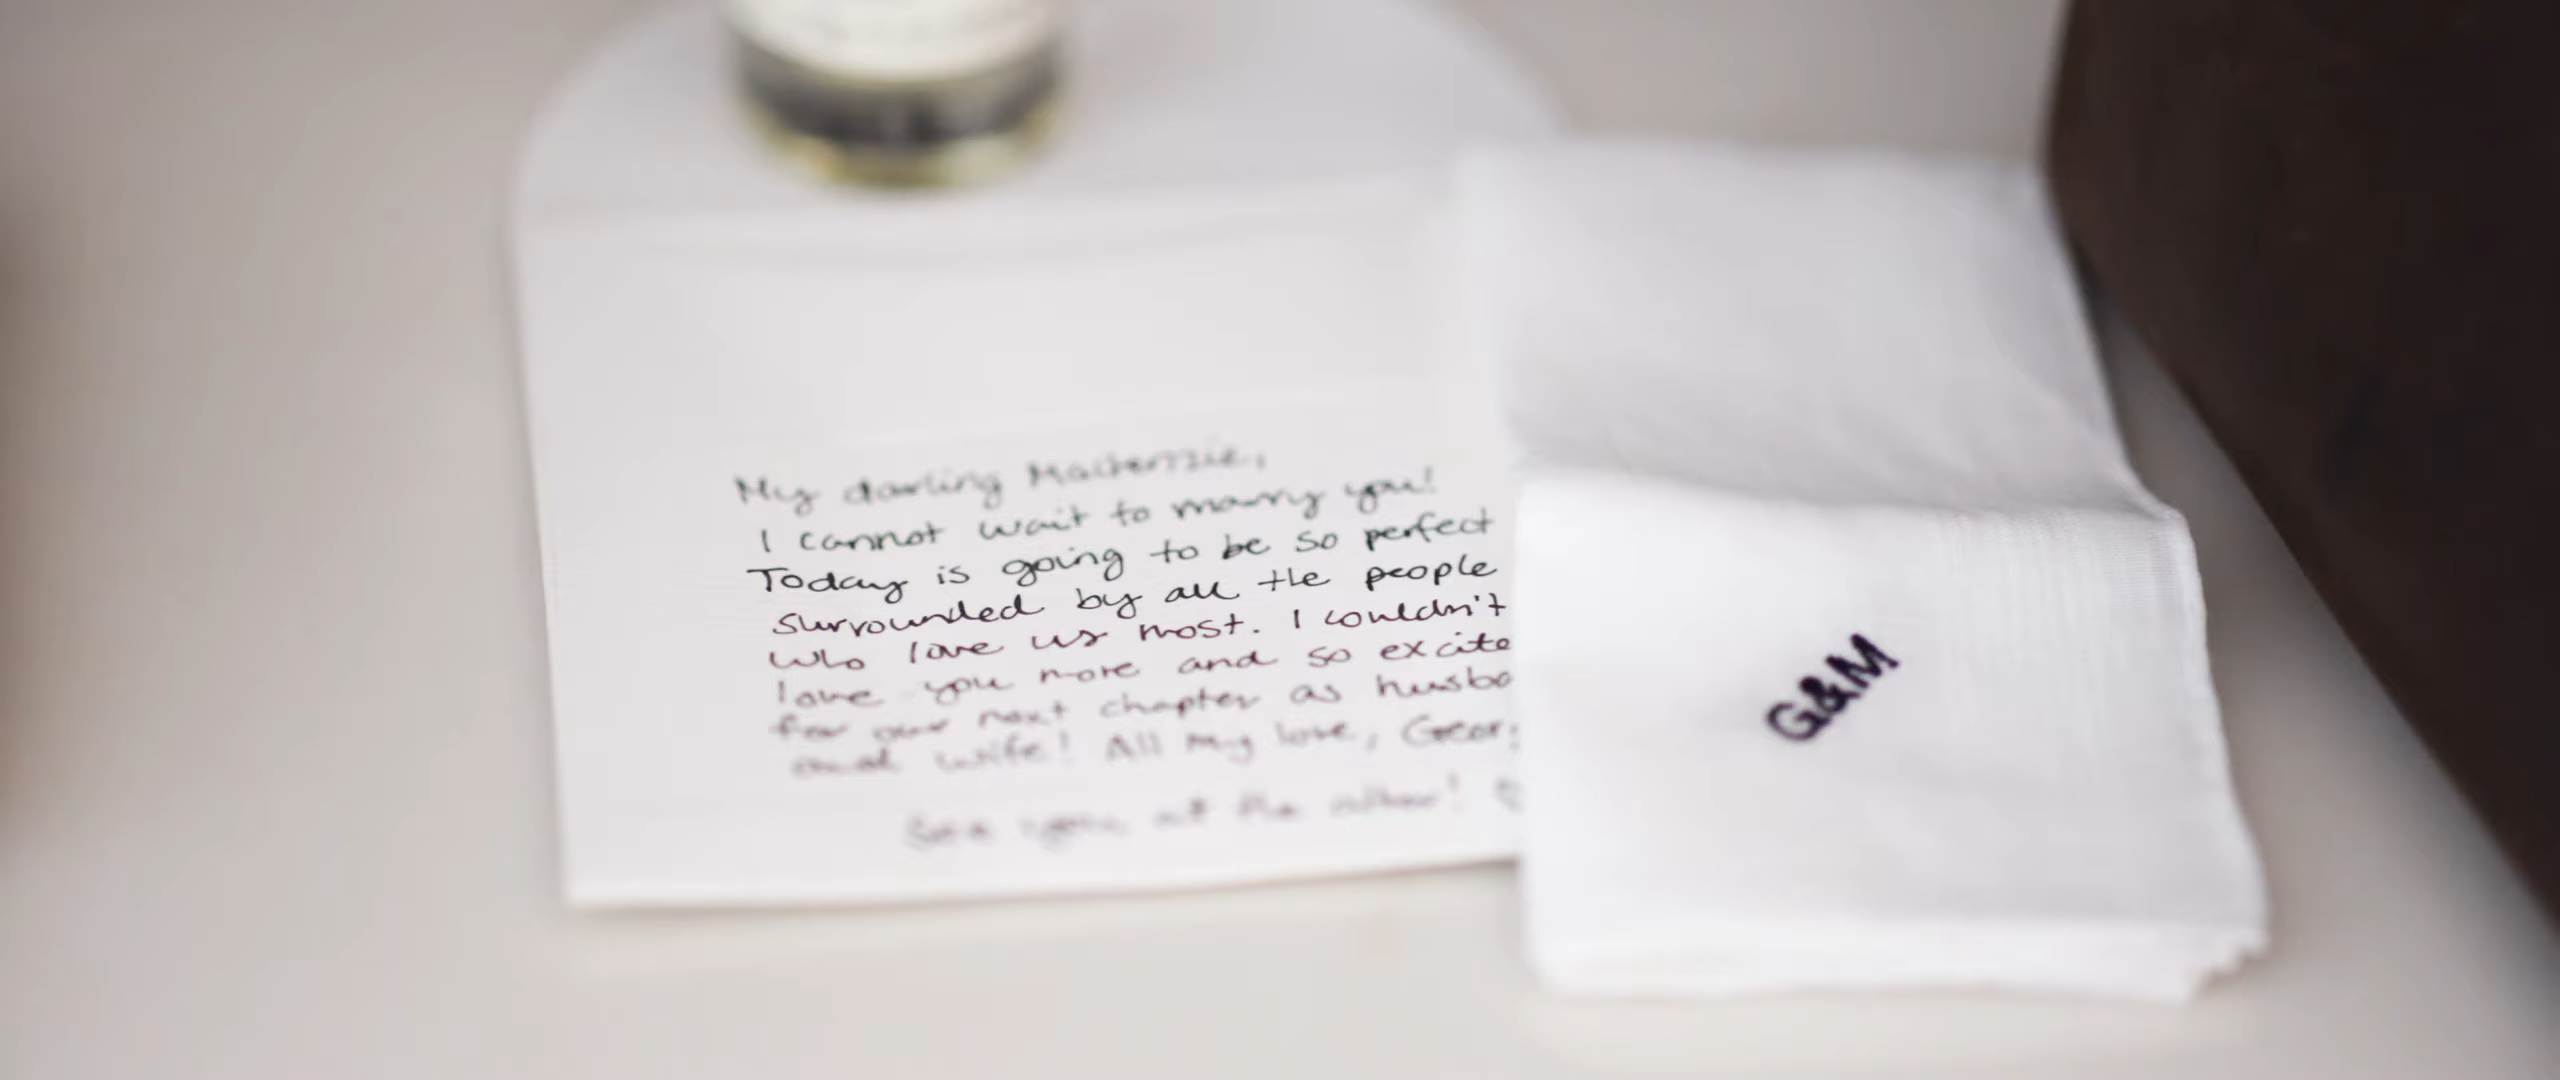 My darling Mackenzie,
I cannot wait to marry you!
Today is going to be so perfect
surrounded by all the people
who love us most. I couldn't
love you more and so excite
for our next chapter as husba
and wife! All my love, Geor
See you at the altar!
G&M